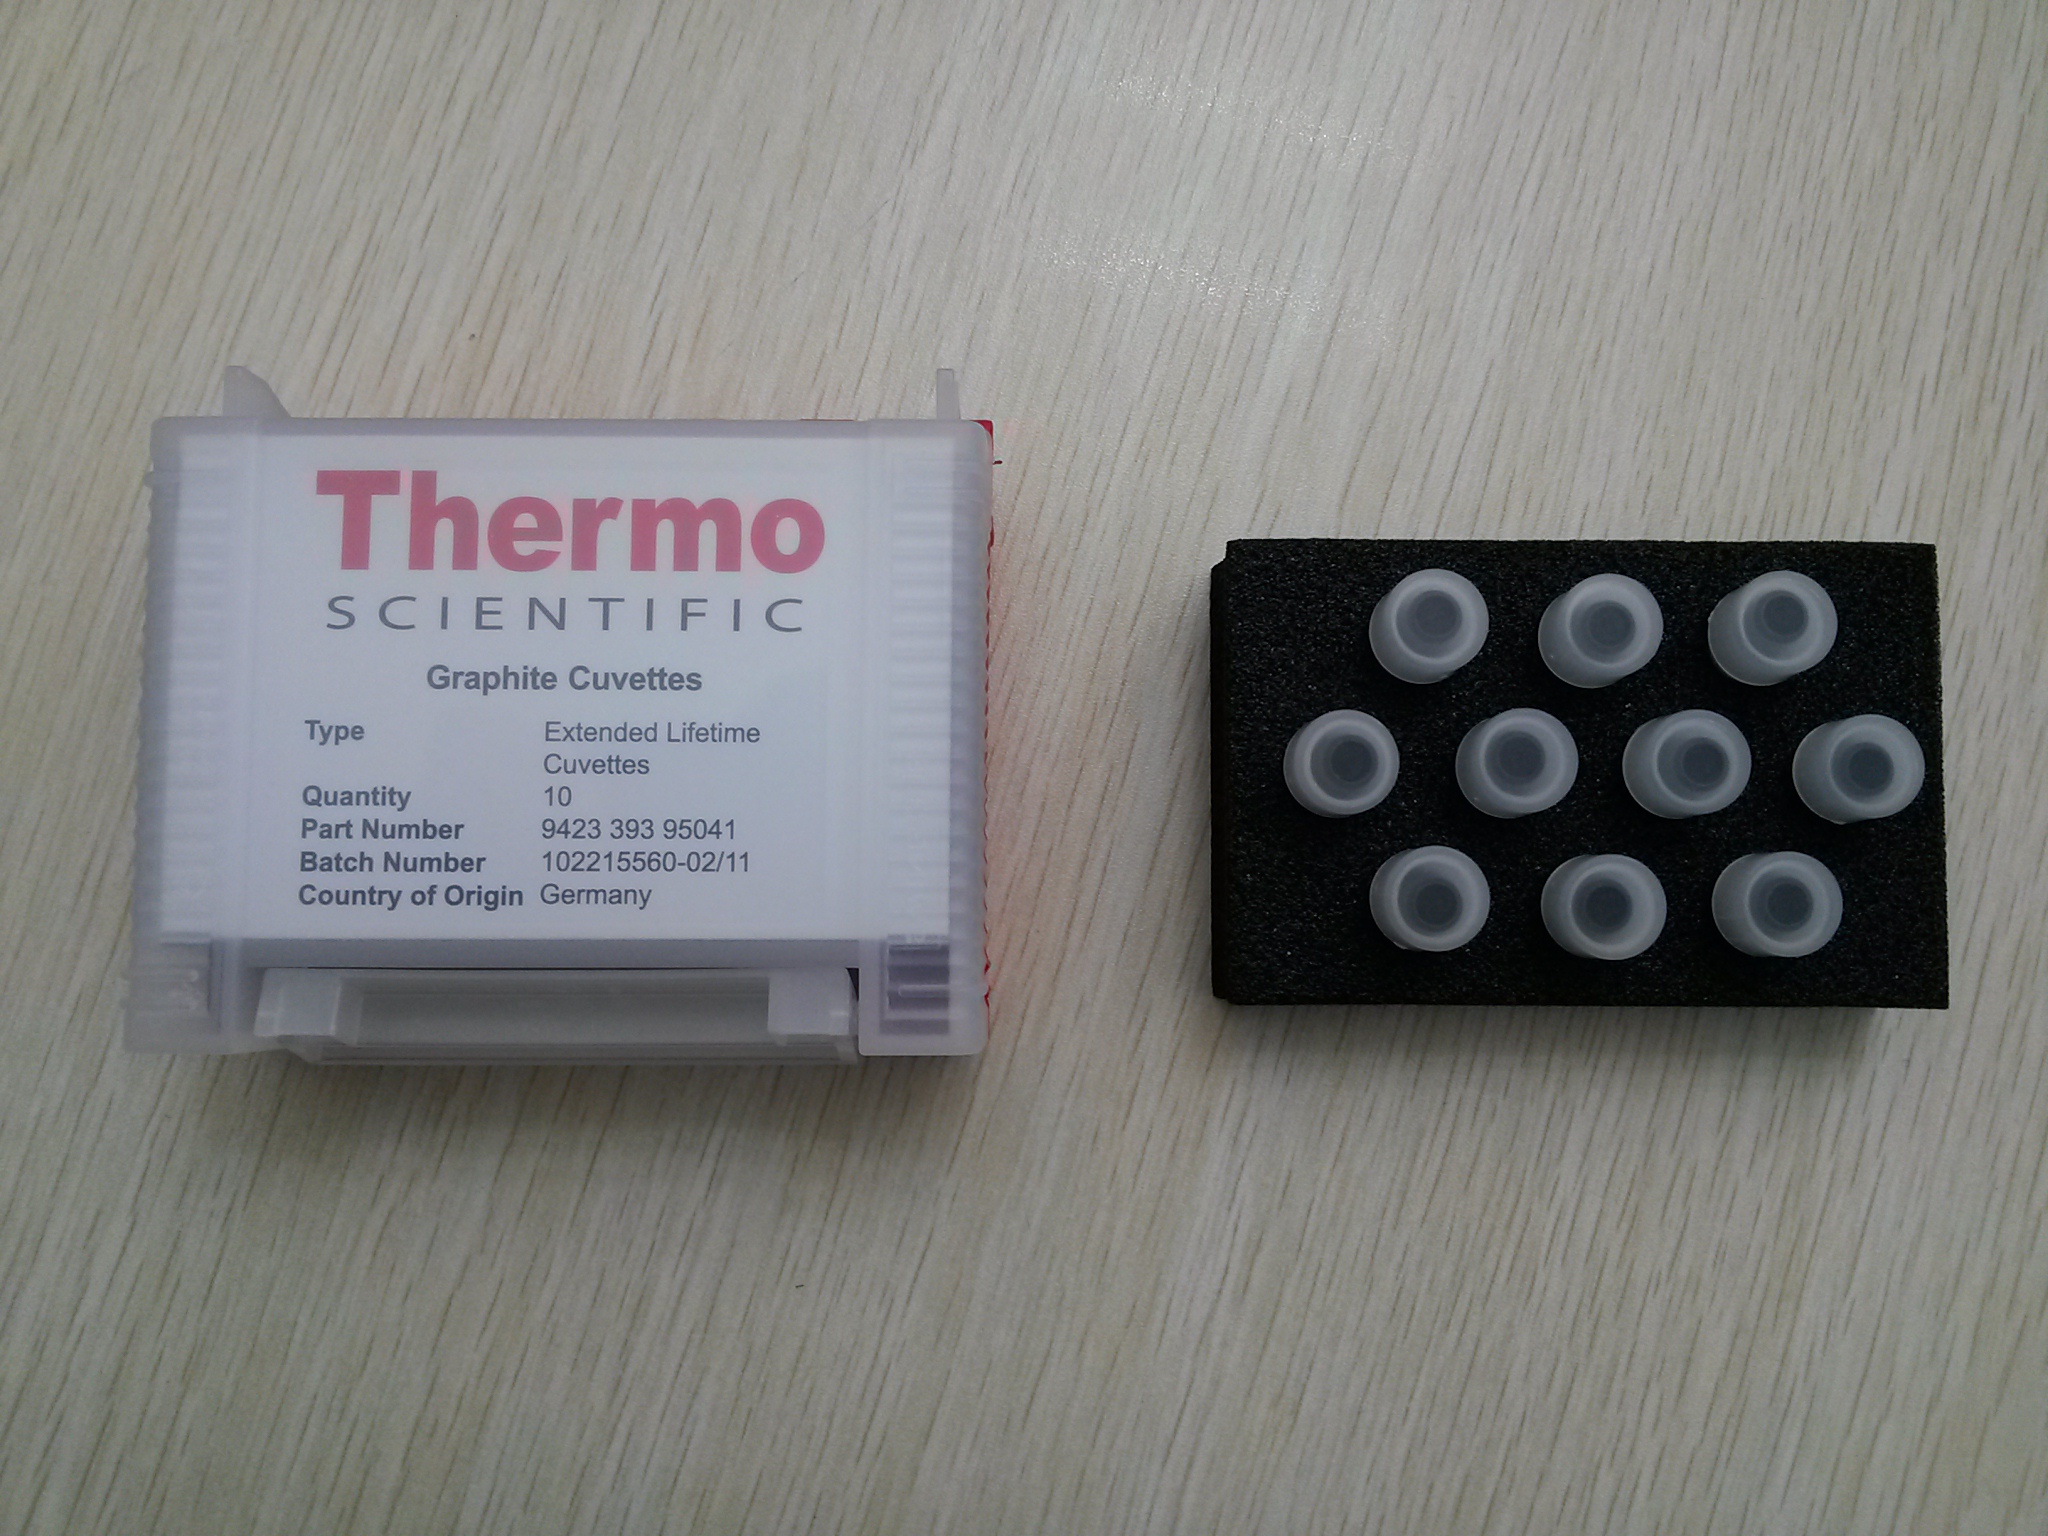 Thermo
SCIENTIFIC
Graphite Cuvettes
Type Extended Lifetime
Cuvettes
Quantity 10
Part Number 9423 393 95041
Batch Number 102215560-02/11
Country of Origin Germany